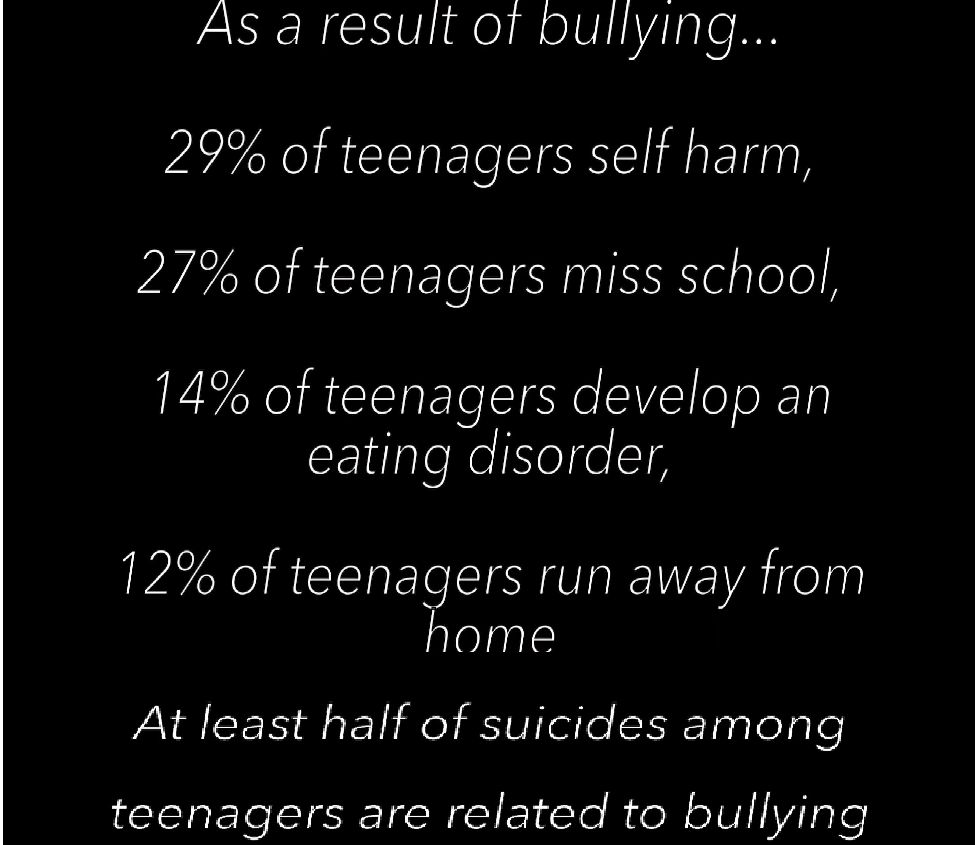 As a result of bullying...
29% of teenagers self harm,
27% of teenagers miss school,
14% of teenagers develop an
eating disorder,
12% of teenagers run away from
home
At least half of suicides among
teenagers are related to bullying